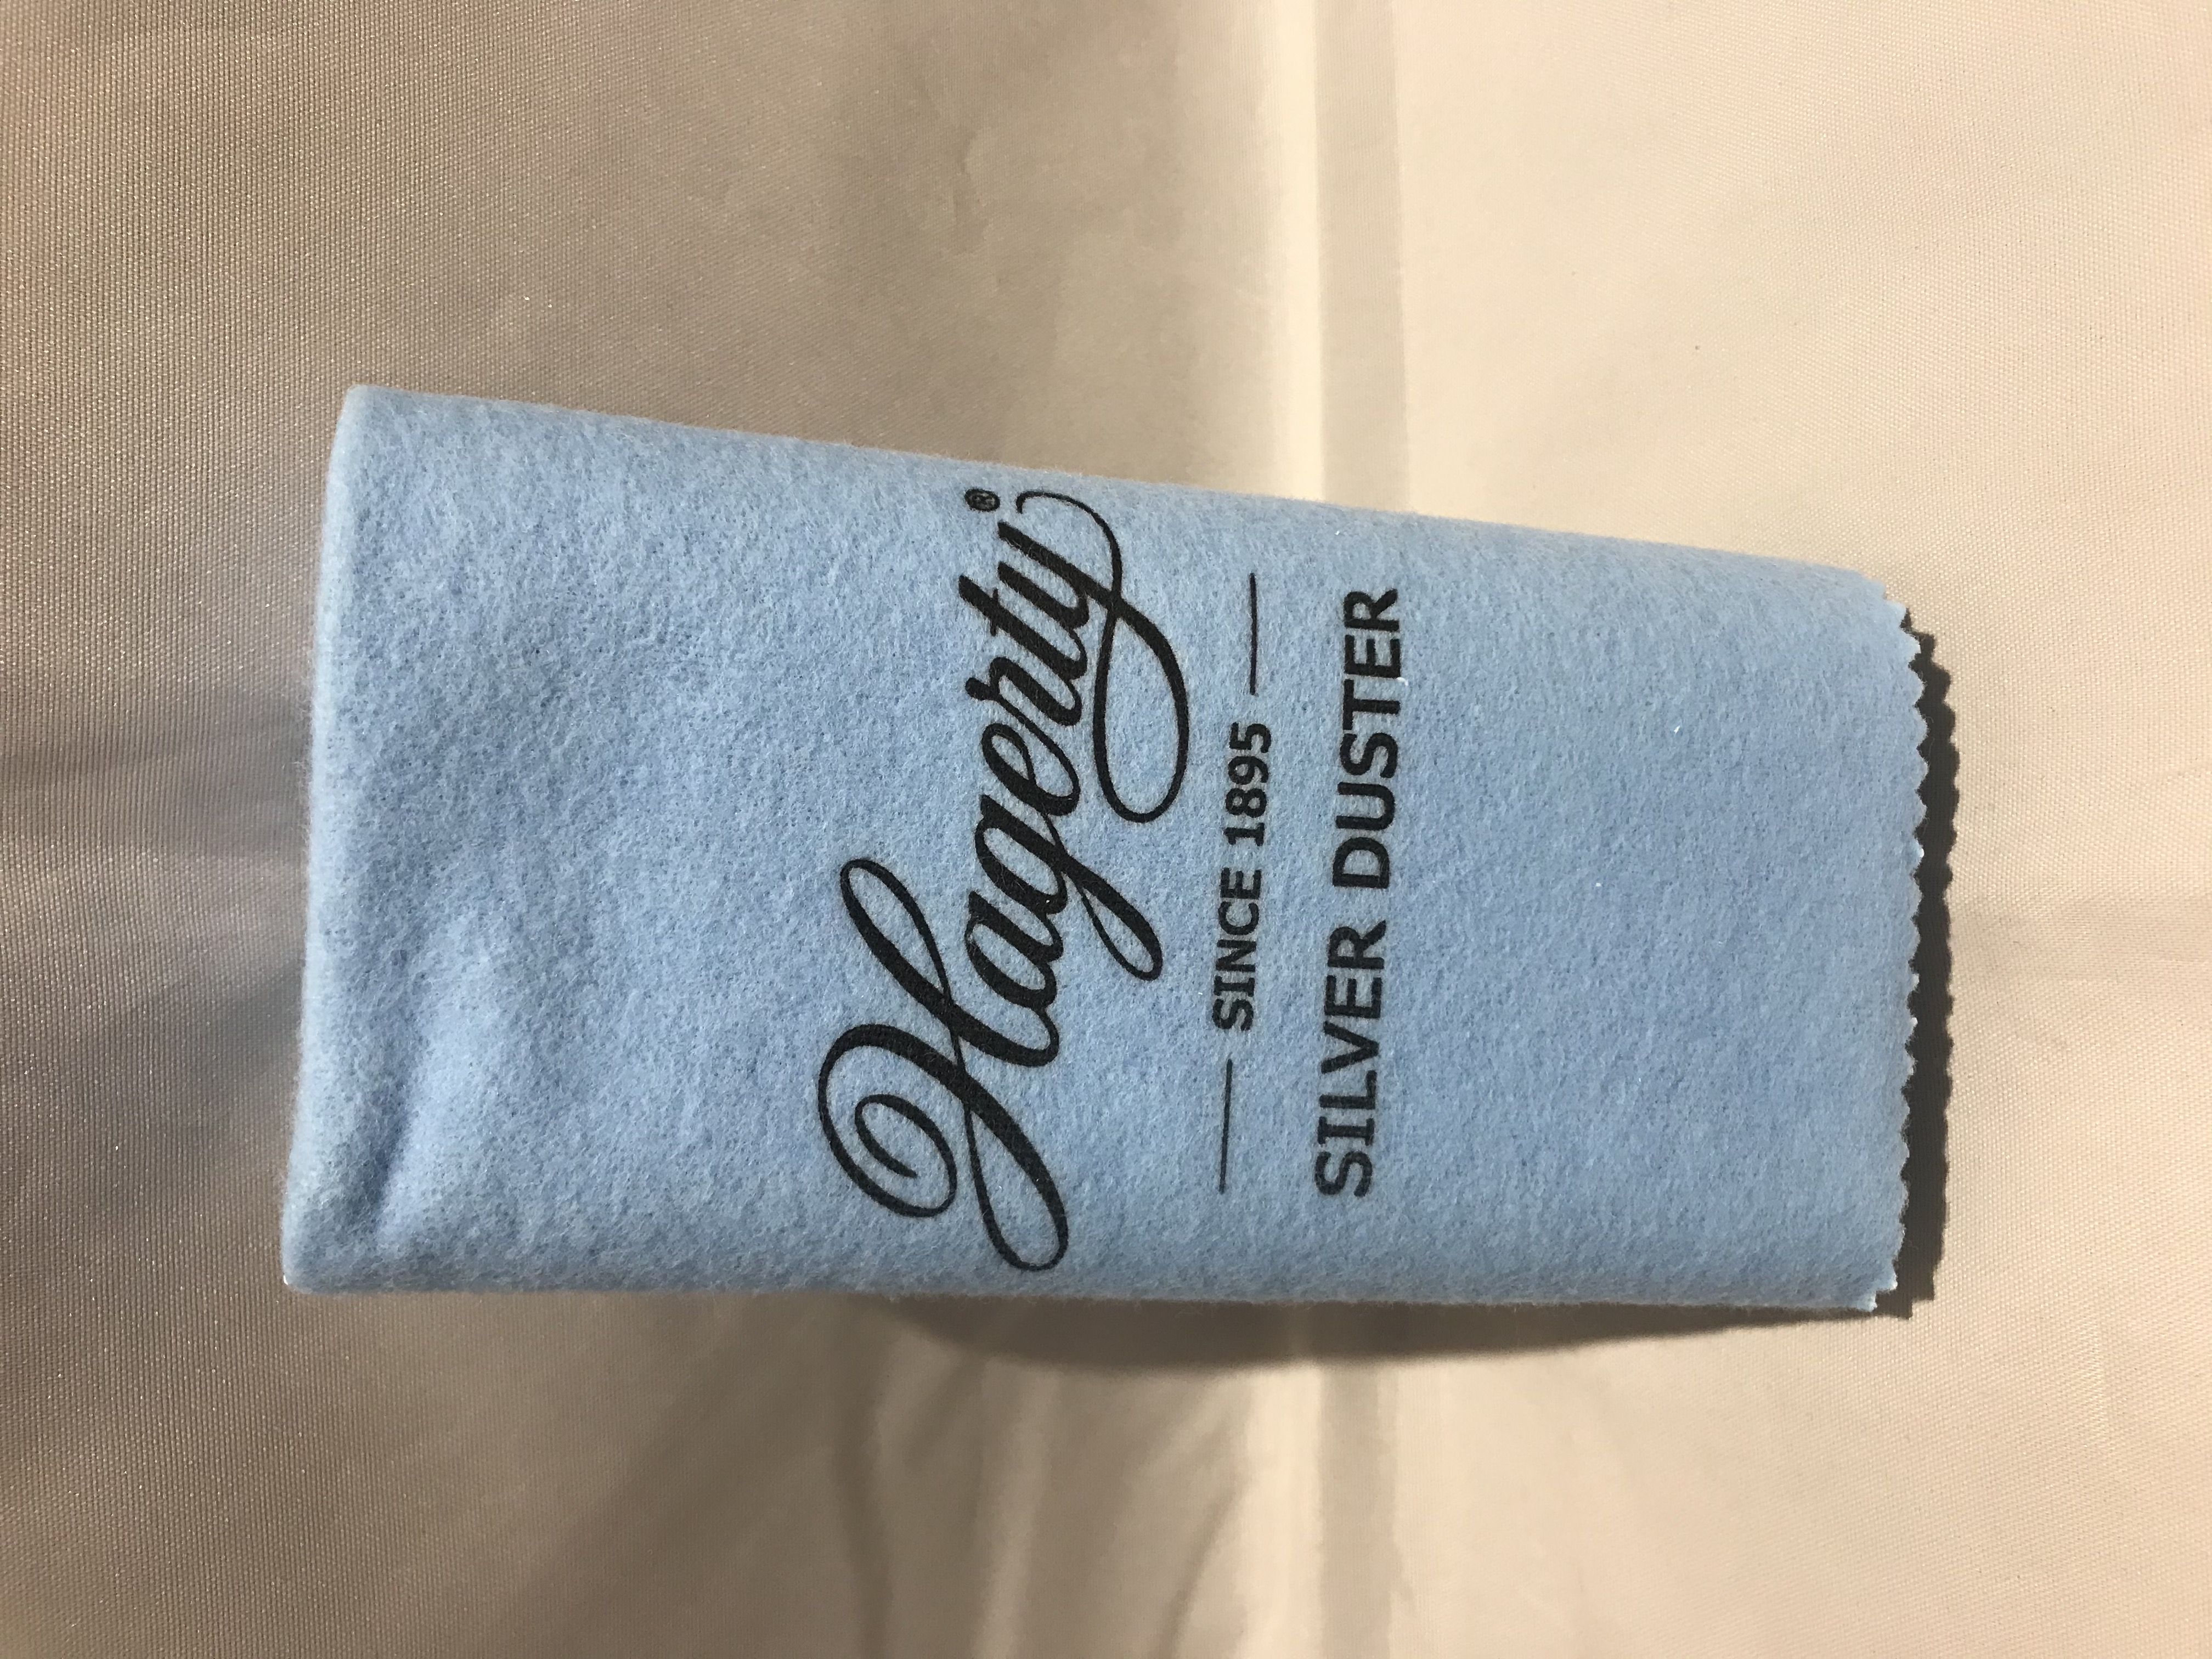 Hagerty®
— SINCE 1895 —
SILVER DUSTER